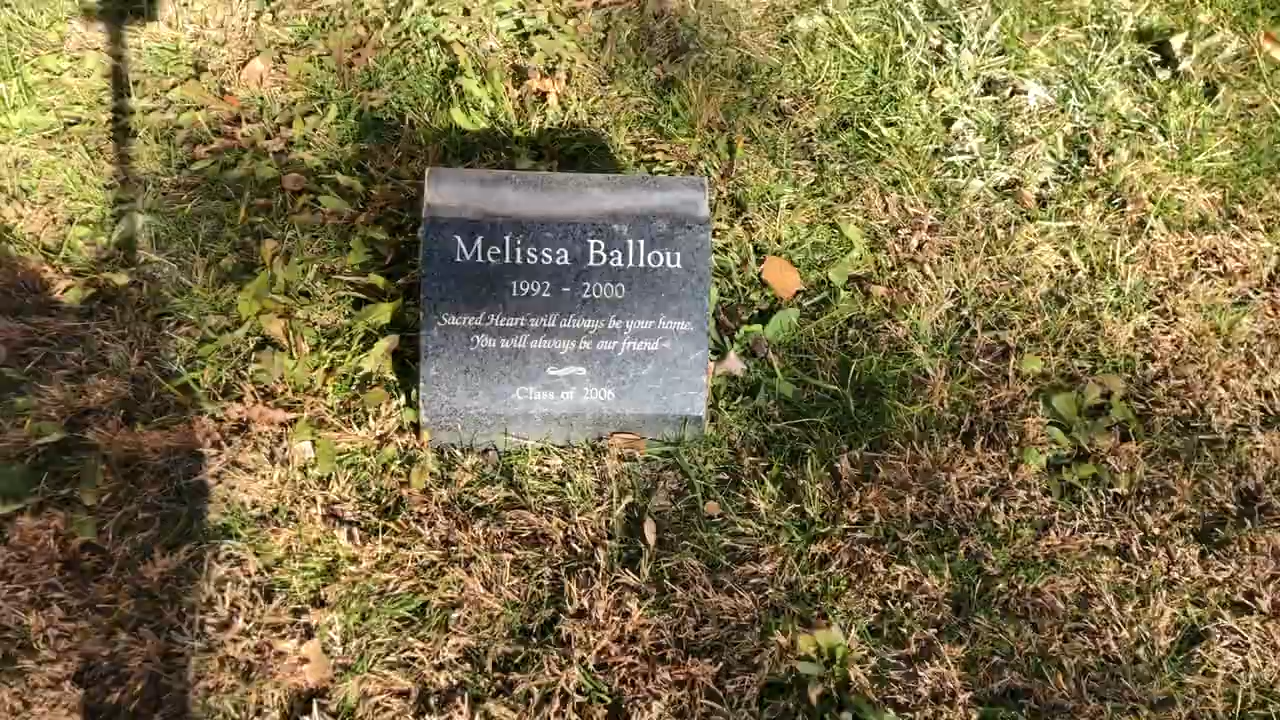 Melissa Ballou
1992 - 2000
Sacred Heart will always be your home.
You will always be our friend
Class of 2006